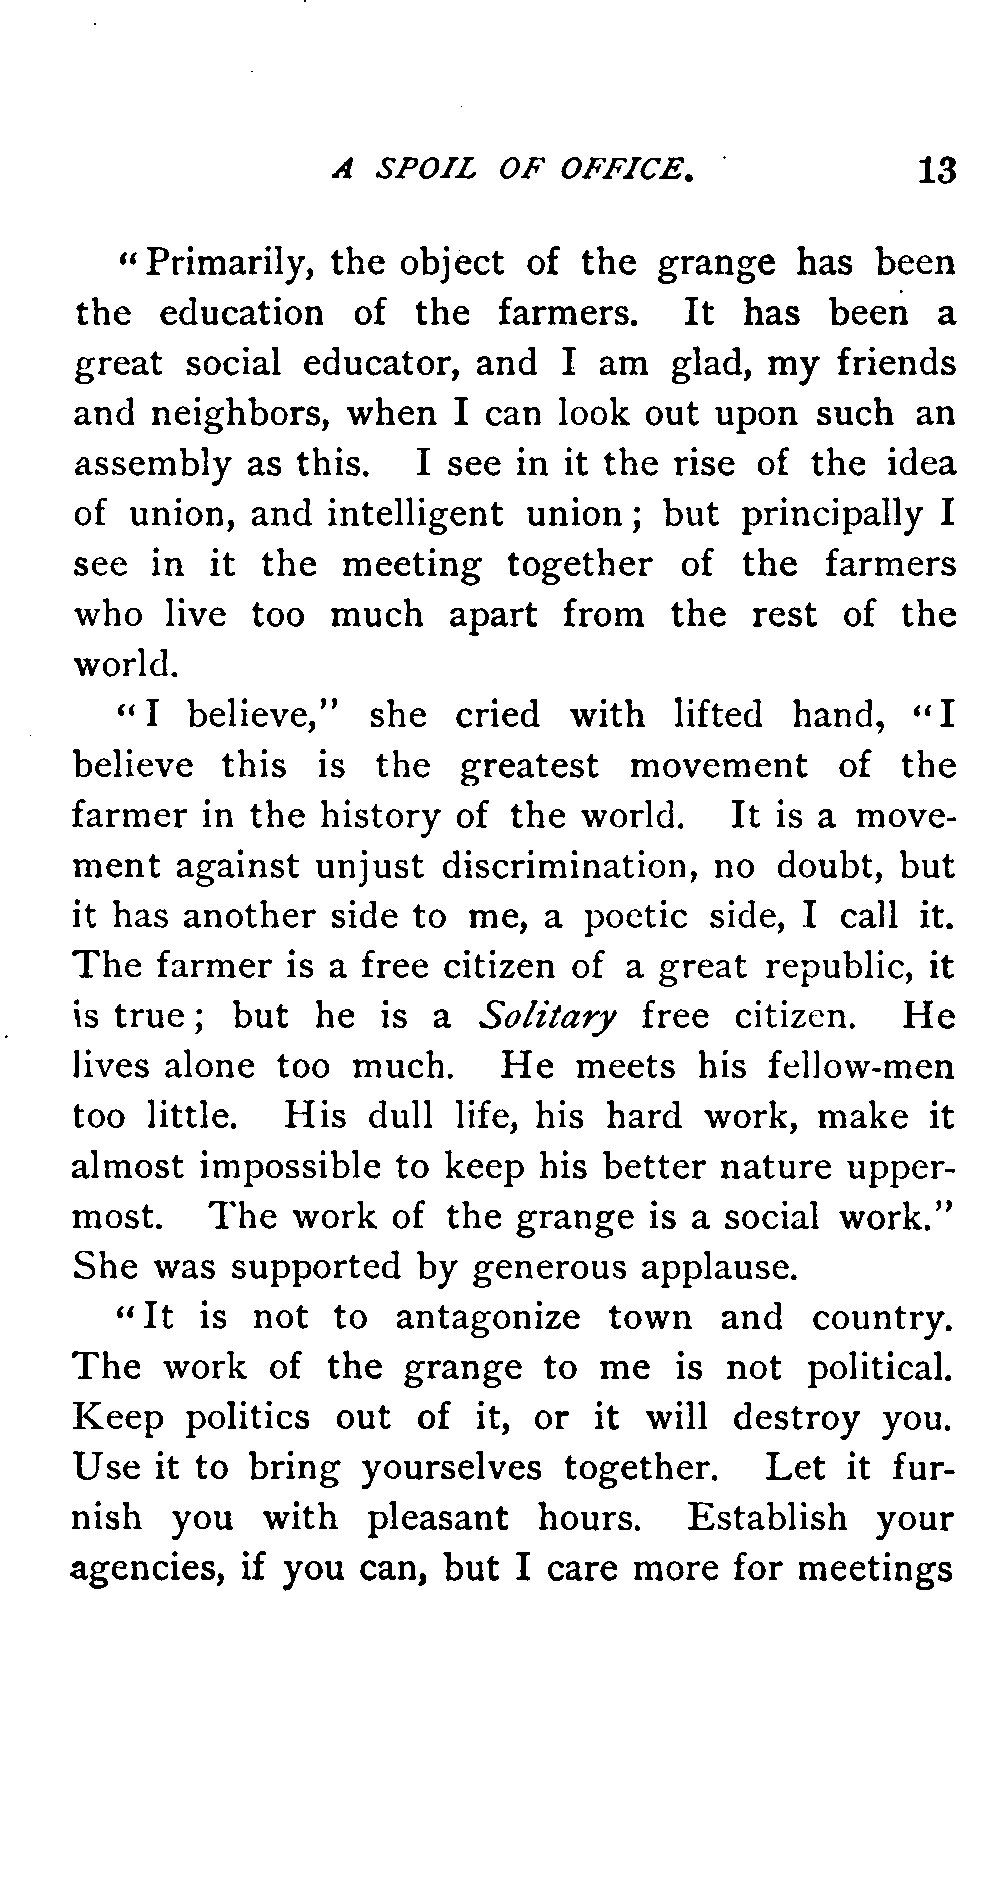 A SPOIL OF OFFICE. 13
“Primarily, the object of the grange has been
the education of the farmers. It has been a
great social educator, and I am glad, my friends
and neighbors, when I can look out upon such an
assembly as this. I see in it the rise of the idea
of union, and intelligent union; but principally I
see in it the meeting together of the farmers
who live too much apart from the rest of the
world.
“I believe,” she cried with lifted hand, “I
believe this is the greatest movement of the
farmer in the history of the world. It is a move-
ment against unjust discrimination, no doubt, but
it has another side to me, a poetic side, I call it.
The farmer is a free citizen of a great republic, it
is true; but he is a Solitary free citizen. He
lives alone too much. He meets his fellow-men
too little. His dull life, his hard work, make it
almost impossible to keep his better nature upper-
most. The work of the grange is a social work.”
She was supported by generous applause.
“It is not to antagonize town and country.
The work of the grange to me is not political.
Keep politics out of it, or it will destroy you.
Use it to bring yourselves together. Let it fur-
nish you with pleasant hours. Establish your
agencies, if you can, but I care more for meetings